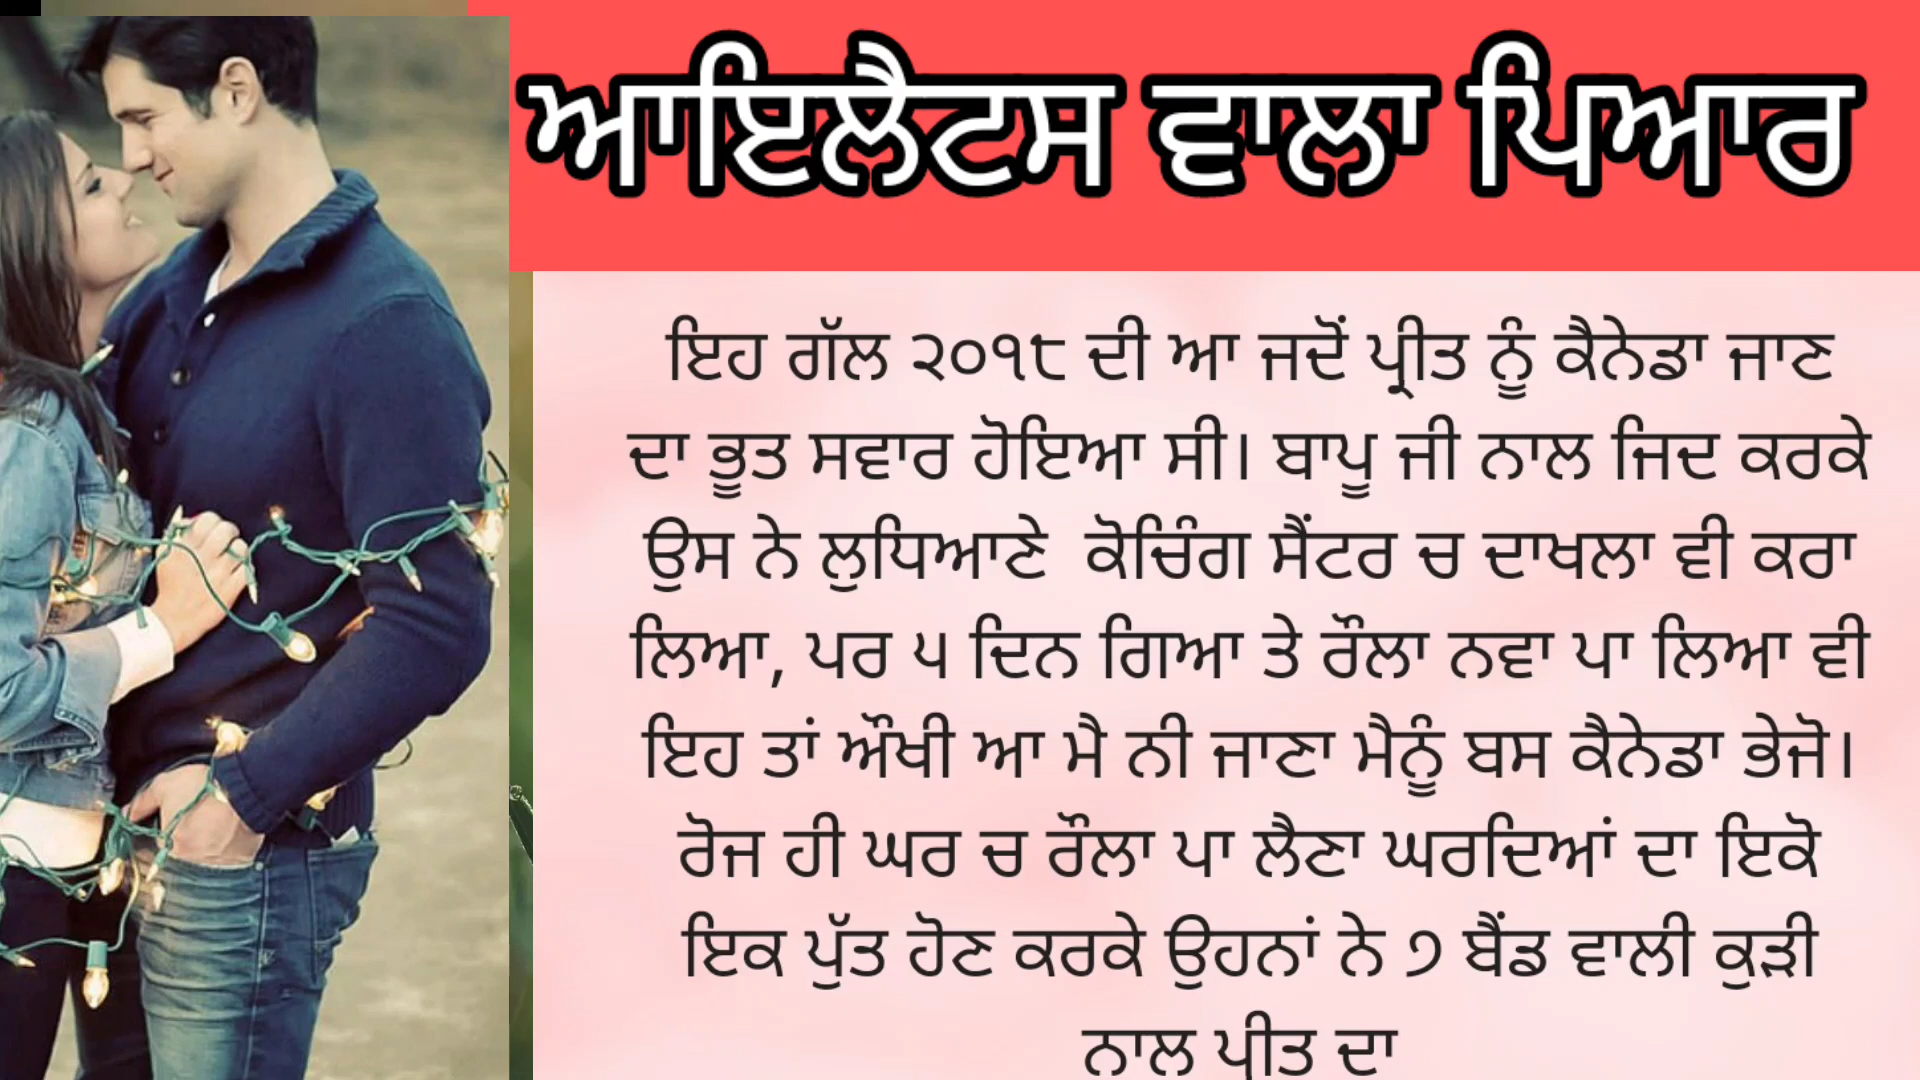 ਆਇਲੈਟਸ ਵਾਲਾ ਪਿਆਰ
ਇਹ ਗੱਲ ੨੦੧੮ ਦੀ ਆ ਜਦੋਂ ਪ੍ਰੀਤ ਨੂੰ ਕੈਨੇਡਾ ਜਾਣ
ਦਾ ਭੂਤ ਸਵਾਰ ਹੋਇਆ ਸੀ। ਬਾਪੂ ਜੀ ਨਾਲ ਜਿਦ ਕਰਕੇ
ਉਸ ਨੇ ਲੁਧਿਆਣੇ  ਕੋਚਿੰਗ ਸੈਂਟਰ ਚ ਦਾਖਲਾ ਵੀ ਕਰਾ
ਲਿਆ, ਪਰ ੫ ਦਿਨ ਗਿਆ ਤੇ ਰੌਲਾ ਨਵਾ ਪਾ ਲਿਆ ਵੀ
ਇਹ ਤਾਂ ਔਖੀ ਆ ਮੈ ਨੀ ਜਾਣਾ ਮੈਨੂੰ ਬਸ ਕੈਨੇਡਾ ਭੇਜੋ।
ਰੋਜ ਹੀ ਘਰ ਚ ਰੌਲਾ ਪਾ ਲੈਣਾ ਘਰਦਿਆਂ ਦਾ ਇਕੋ
ਇਕ ਪੁੱਤ ਹੋਣ ਕਰਕੇ ਉਹਨਾਂ ਨੇ ੭ ਬੈਂਡ ਵਾਲੀ ਕੁੜੀ
ਨਾਲ ਪ੍ਰੀਤ ਦਾ